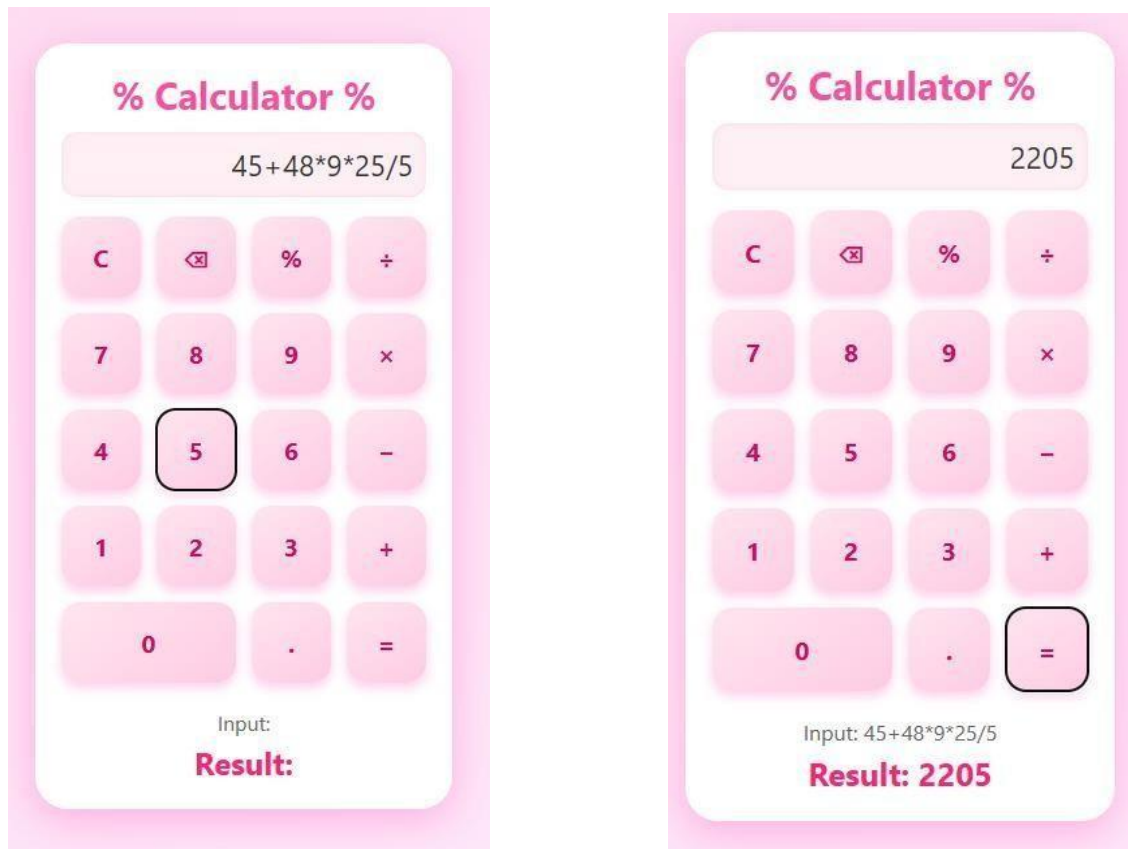 % Calculator %
45+48*9*25/5
C ⌫ % ÷
7 8 9 ×
4 5 6 −
1 2 3 +
0 . =
Input:
Result:
% Calculator %
2205
C ⌫ % ÷
7 8 9 ×
4 5 6 −
1 2 3 +
0 . =
Input: 45+48*9*25/5
Result: 2205